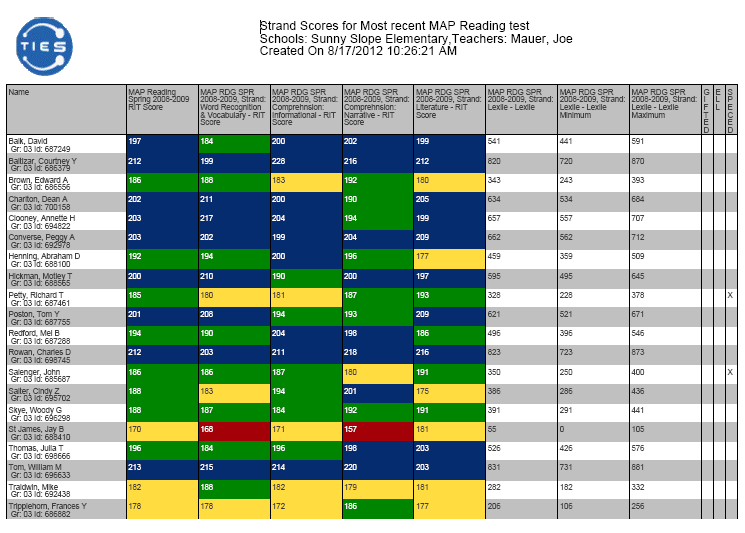 TIES
Strand Scores for Most recent MAP Reading test
Schools: Sunny Slope Elementary,Teachers: Mauer, Joe
Created On 8/17/2012 10:26:21 AM
Name | MAP Reading Spring 2008-2009 RIT Score | MAP RDG SPR 2008-2009, Strand: Word Recognition & Vocabulary - RIT Score | MAP RDG SPR 2008-2009, Strand: Comprehnsion: Informational - RIT Score | MAP RDG SPR 2008-2009, Strand: Comprehnsion: Narrative - RIT Score | MAP RDG SPR 2008-2009, Strand: Literature - RIT Score | MAP RDG SPR 2008-2009, Strand: Lexile - Lexile | MAP RDG SPR 2008-2009, Strand: Lexile - Lexile Minimum | MAP RDG SPR 2008-2009, Strand: Lexile - Lexile Maximum | GIFTED | ELL | SPECED
Balk, David 197 184 200 202 199 541 441 591
Gr: 03 Id: 687249
Baltizar, Courtney Y 212 199 228 216 212 820 720 870
Gr: 03 Id: 686379
Brown, Edward A 186 188 183 192 180 343 243 393
Gr: 03 Id: 686556
Charlton, Dean A 202 211 200 190 205 634 534 684
Gr: 03 Id: 700158
Clooney, Annette H 203 217 204 194 199 657 557 707
Gr: 03 Id: 694822
Converse, Peggy A 203 202 199 204 209 662 562 712
Gr: 03 Id: 692978
Henning, Abraham D 192 194 200 196 177 459 359 509
Gr: 03 Id: 688100
Hickman, Motley T 200 210 190 200 197 595 495 645
Gr: 03 Id: 688565
Petty, Richard T 185 180 181 187 193 328 228 378 X
Gr: 03 Id: 687461
Poston, Tom Y 201 208 194 193 209 621 521 671
Gr: 03 Id: 687755
Redford, Mel B 194 190 204 198 186 496 396 546
Gr: 03 Id: 687288
Rowan, Charles D 212 203 211 218 216 823 723 873
Gr: 03 Id: 698745
Salenger, John 186 186 187 180 191 350 250 400 X
Gr: 03 Id: 685687
Salter, Cindy Z 188 183 194 201 175 386 286 436
Gr: 03 Id: 695702
Skye, Woody G 188 187 184 192 191 391 291 441
Gr: 03 Id: 696298
St James, Jay B 170 168 171 157 181 55 0 105
Gr: 03 Id: 688410
Thomas, Julia T 196 184 196 198 203 526 426 576
Gr: 03 Id: 698666
Tom, William M 213 215 214 220 203 831 731 881
Gr: 03 Id: 696633
Traldwin, Mike 182 188 182 179 181 282 182 332
Gr: 03 Id: 692438
Tripplehorn, Frances Y 178 178 172 186 177 206 106 256
Gr: 03 Id: 686882